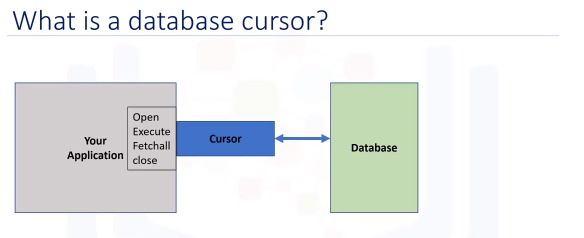 What is a database cursor?
Your
Application
Open
Execute
Fetchall
close
Cursor
Database